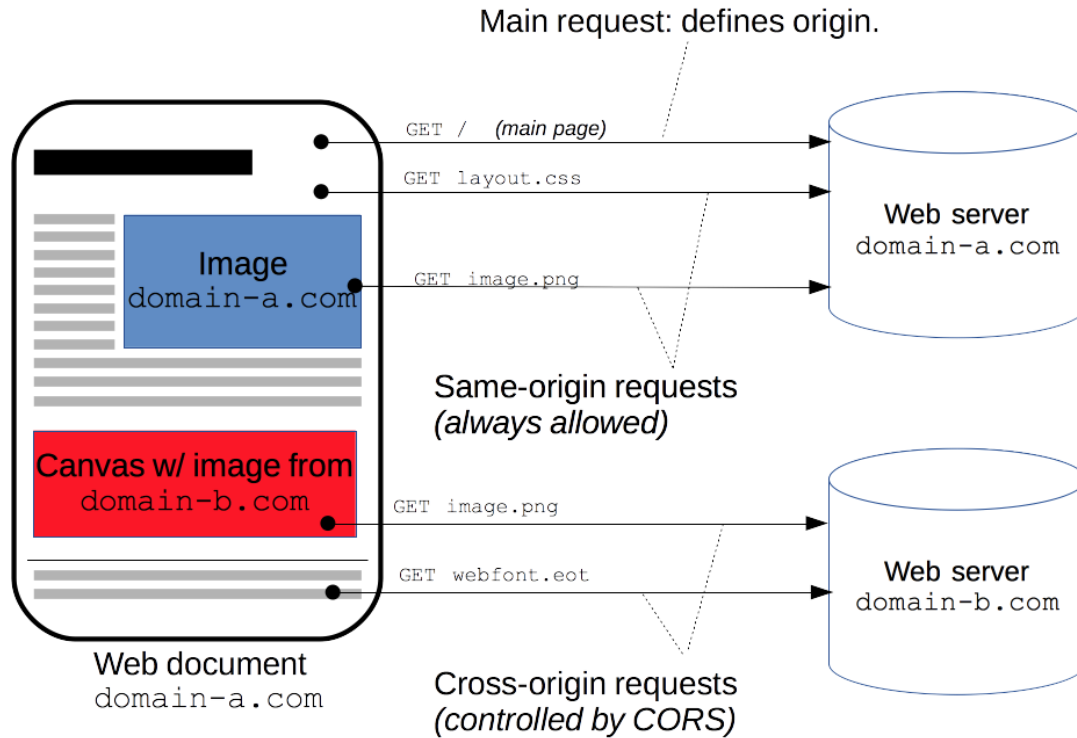 Main request: defines origin.
GET / (main page)
GET layout.css
Image
domain-a.com
GET image.png
Web server
domain-a.com
Same-origin requests
(always allowed)
Canvas w/ image from
domain-b.com
GET image.png
GET webfont.eot
Web server
domain-b.com
Web document
domain-a.com
Cross-origin requests
(controlled by CORS)